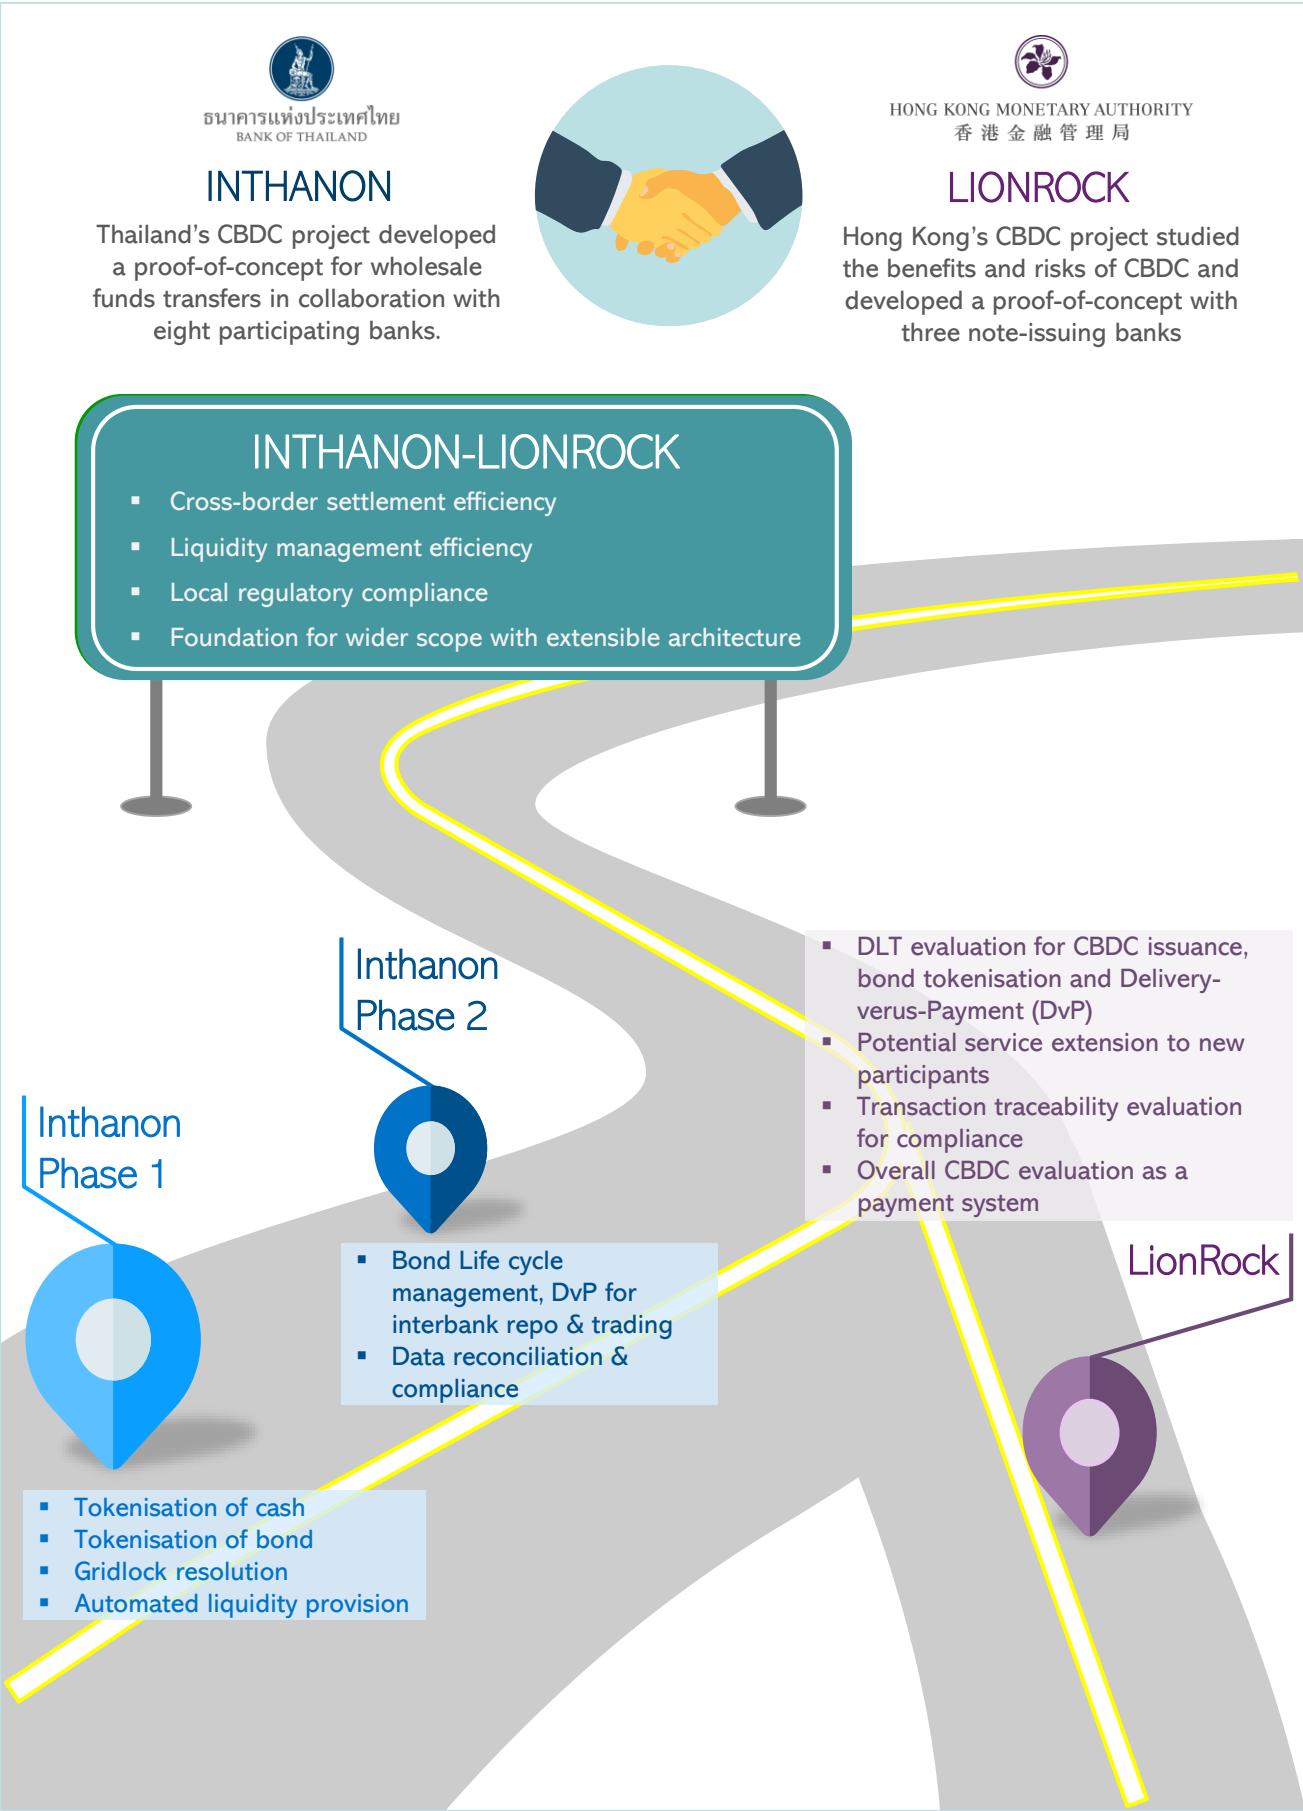 ธนาคารแห่งประเทศไทย
BANK OF THAILAND
INTHANON
Thailand's CBDC project developed
a proof-of-concept for wholesale
funds transfers in collaboration with
eight participating banks.
HONG KONG MONETARY AUTHORITY
香港金融管理局
LIONROCK
Hong Kong's CBDC project studied
the benefits and risks of CBDC and
developed a proof-of-concept with
three note-issuing banks
INTHANON-LIONROCK
▪ Cross-border settlement efficiency
▪ Liquidity management efficiency
▪ Local regulatory compliance
▪ Foundation for wider scope with extensible architecture
Inthanon
Phase 2
▪ Bond Life cycle
management, DvP for
interbank repo & trading
▪ Data reconciliation &
compliance
Inthanon
Phase 1
▪ Tokenisation of cash
▪ Tokenisation of bond
▪ Gridlock resolution
▪ Automated liquidity provision
▪ DLT evaluation for CBDC issuance,
bond tokenisation and Delivery-
verus-Payment (DvP)
▪ Potential service extension to new
participants
▪ Transaction traceability evaluation
for compliance
▪ Overall CBDC evaluation as a
payment system
LionRock